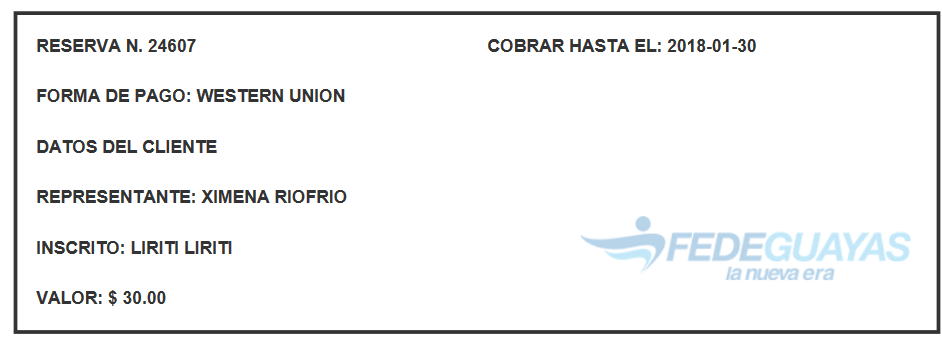 RESERVA N. 24607 COBRAR HASTA EL: 2018-01-30
FORMA DE PAGO: WESTERN UNION
DATOS DEL CLIENTE
REPRESENTANTE: XIMENA RIOFRIO
INSCRITO: LIRITI LIRITI
FEDEGUAYAS
la nueva era
VALOR: $ 30.00